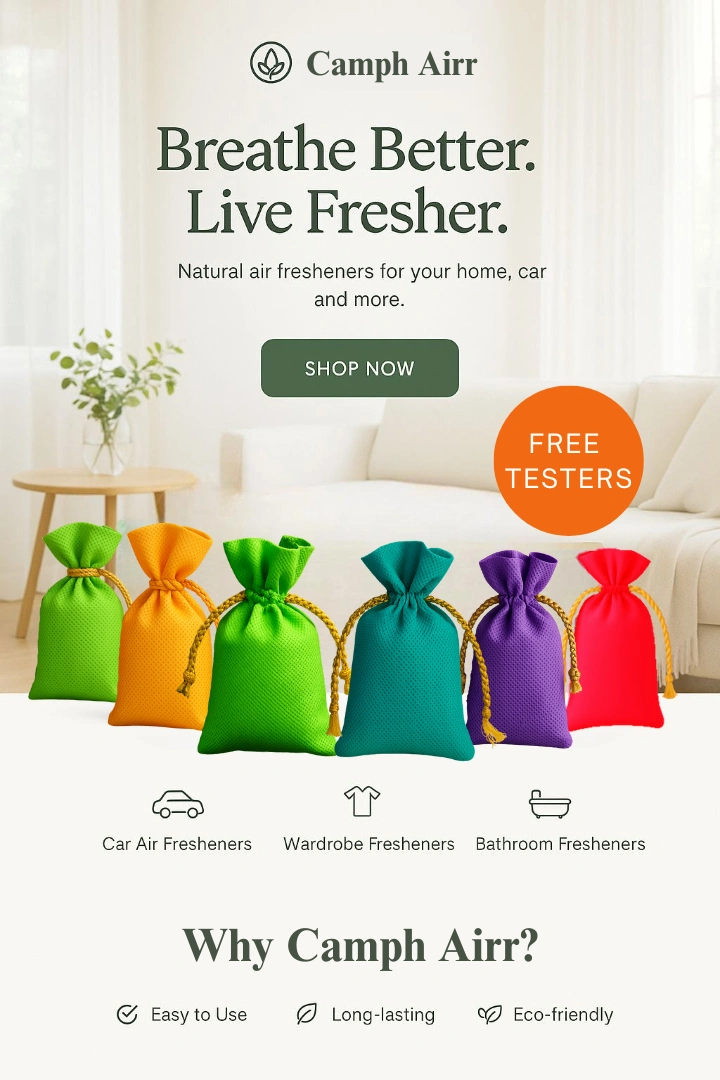 Camph Airr
Breathe Better.
Live Fresher.
Natural air fresheners for your home, car
and more.
SHOP NOW
FREE
TESTERS
Car Air Fresheners
Wardrobe Fresheners
Bathroom Fresheners
Why Camph Airr?
Easy to Use
Long-lasting
Eco-friendly